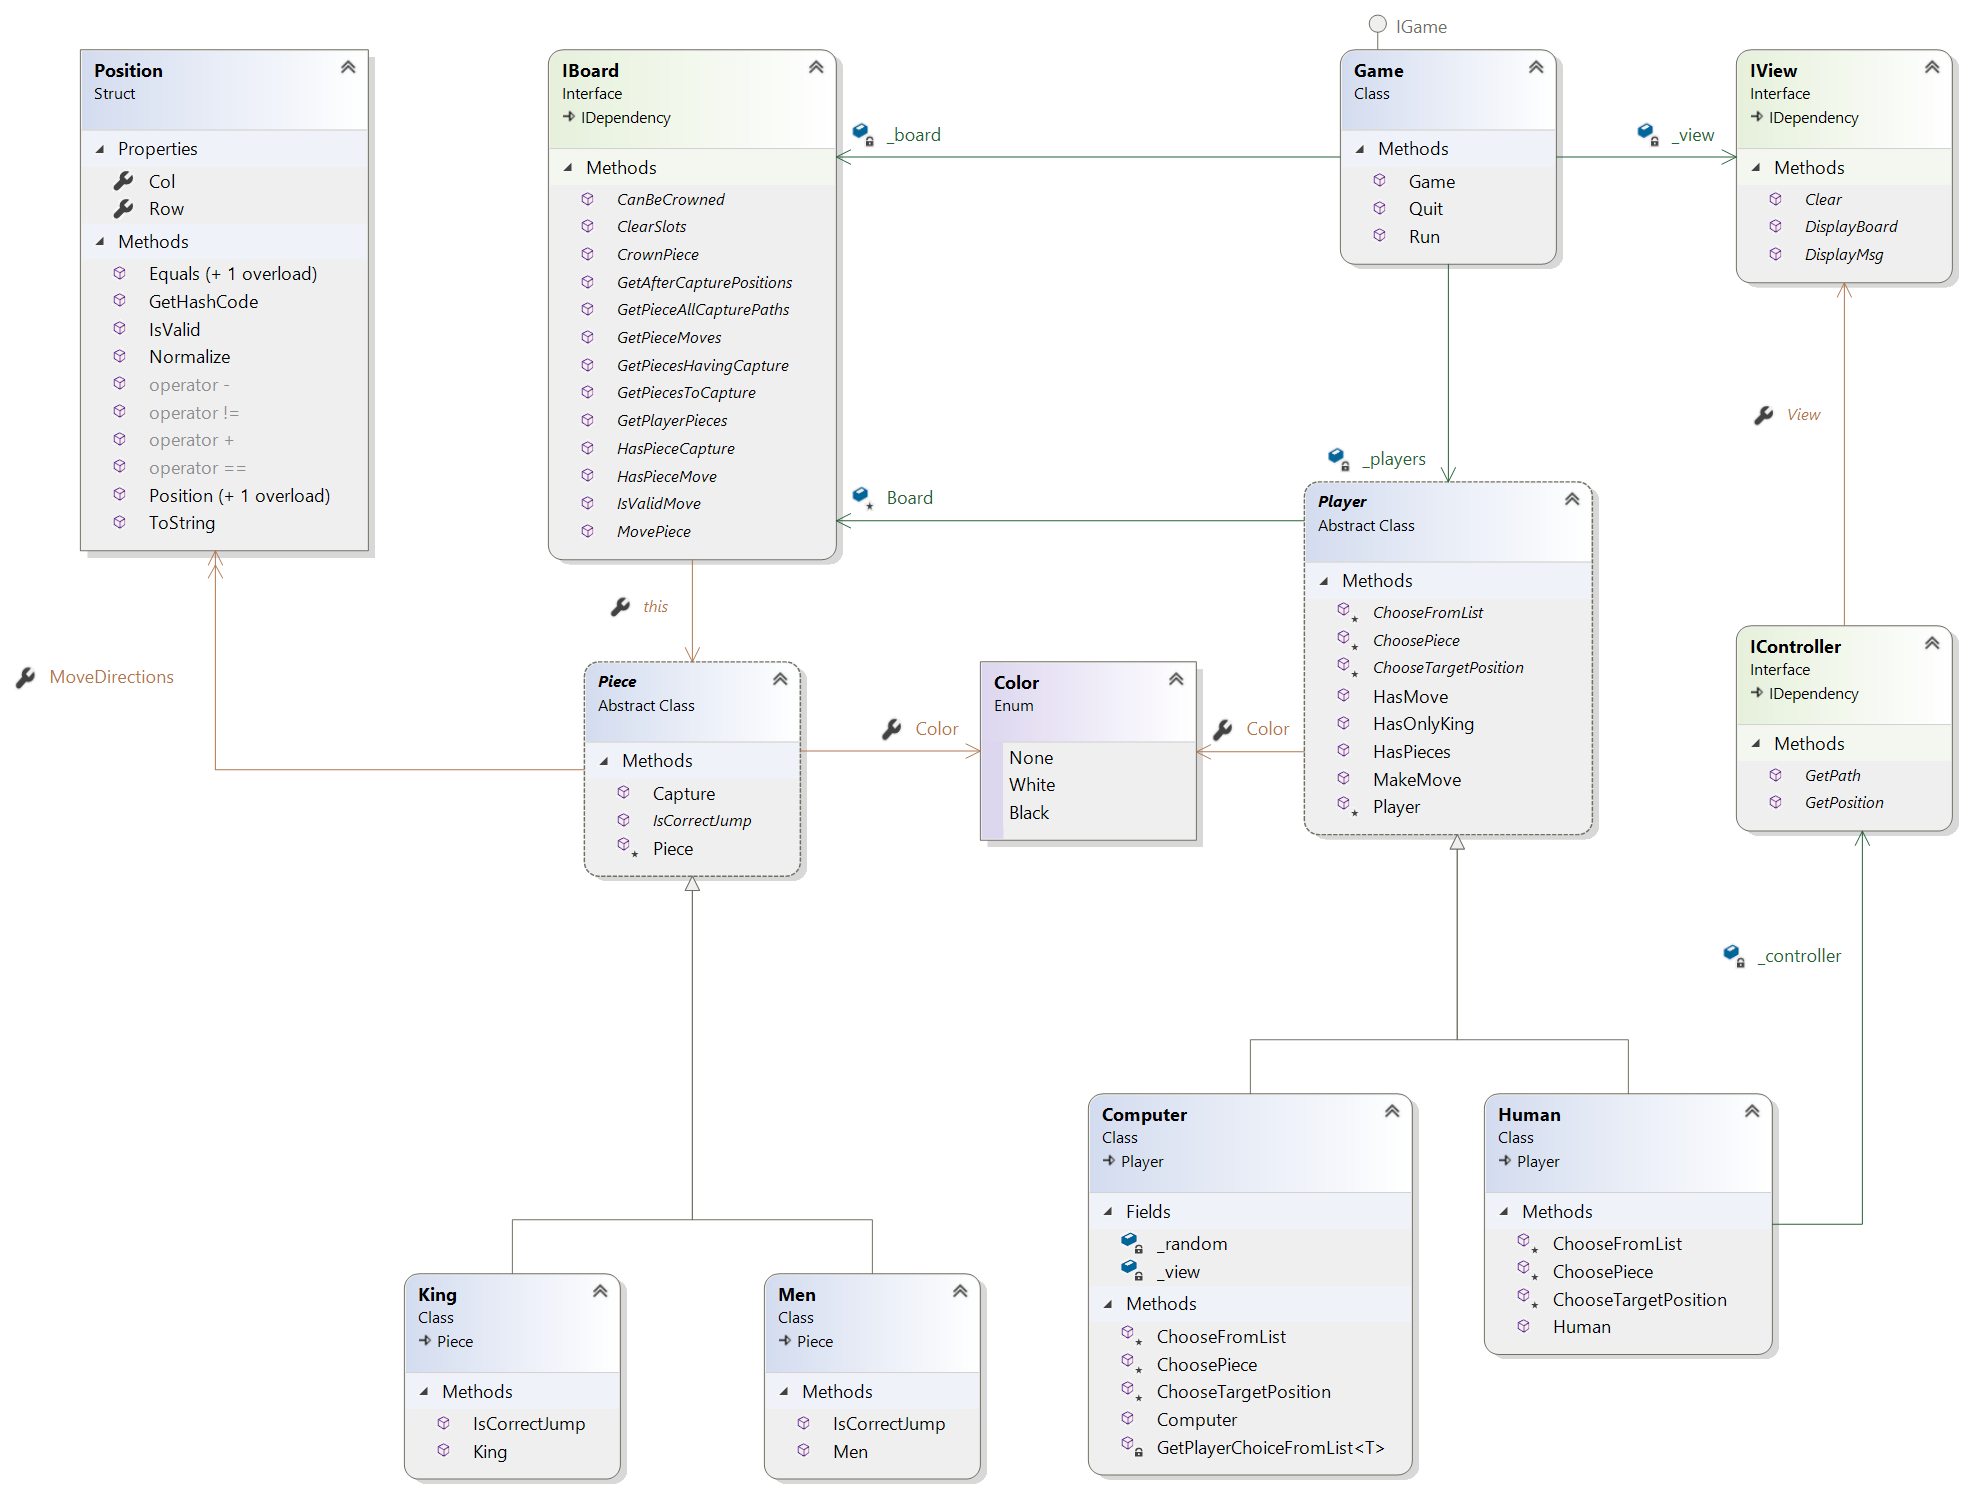 IGame
Position
Struct
Properties
Col
Row
Methods
Equals (+ 1 overload)
GetHashCode
IsValid
Normalize
operator -
operator !=
operator +
operator ==
Position (+ 1 overload)
ToString
IBoard
Interface
IDependency
Methods
CanBeCrowned
ClearSlots
CrownPiece
GetAfterCapturePositions
GetPieceAllCapturePaths
GetPieceMoves
GetPiecesHavingCapture
GetPiecesToCapture
GetPlayerPieces
HasPieceCapture
HasPieceMove
IsValidMove
MovePiece
_board
Game
Class
Methods
Game
Quit
Run
_view
IView
Interface
IDependency
Methods
Clear
DisplayBoard
DisplayMsg
View
_players
Board
Player
Abstract Class
Methods
ChooseFromList
ChoosePiece
ChooseTargetPosition
HasMove
HasOnlyKing
HasPieces
MakeMove
Player
this
MoveDirections
Piece
Abstract Class
Methods
Capture
IsCorrectJump
Piece
Color
Color
Enum
None
White
Black
Color
IController
Interface
IDependency
Methods
GetPath
GetPosition
_controller
Computer
Class
Player
Fields
_random
_view
Methods
ChooseFromList
ChoosePiece
ChooseTargetPosition
Computer
GetPlayerChoiceFromList<T>
Human
Class
Player
Methods
ChooseFromList
ChoosePiece
ChooseTargetPosition
Human
King
Class
Piece
Methods
IsCorrectJump
King
Men
Class
Piece
Methods
IsCorrectJump
Men